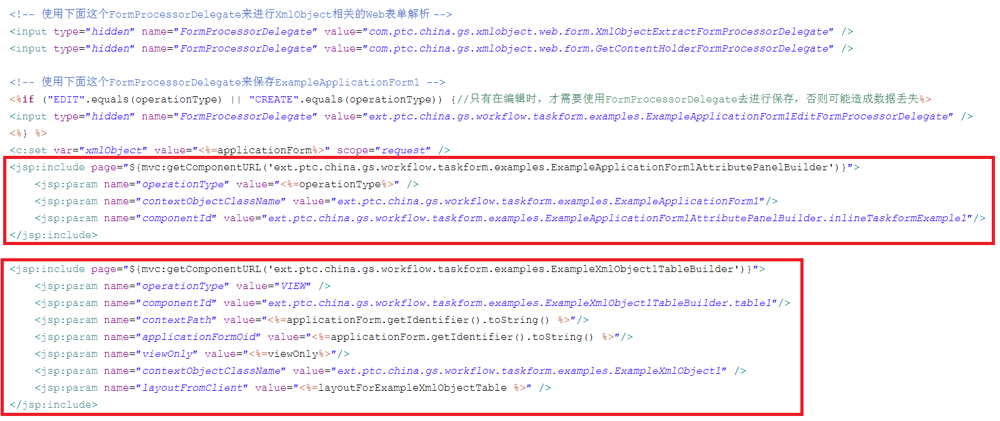 <!-- 使用下面这个FormProcessorDelegate来进行XmlObject相关的Web表单解析 -->
<input type="hidden" name="FormProcessorDelegate" value="com.ptc.china.gs.xmlobject.web.form.XmlObjectExtractFormProcessorDelegate" />
<input type="hidden" name="FormProcessorDelegate" value="com.ptc.china.gs.xmlobject.web.form.GetContentHolderFormProcessorDelegate" />
<!-- 使用下面这个FormProcessorDelegate来保存ExampleApplicationForm1 -->
<%if ("EDIT".equals(operationType) || "CREATE".equals(operationType)) {//只有在编辑时，才需要使用FormProcessorDelegate去进行保存，否则可能造成数据丢失%>
<input type="hidden" name="FormProcessorDelegate" value="ext.ptc.china.gs.workflow.taskform.examples.ExampleApplicationForm1EditFormProcessorDelegate" />
<%} %>
<c:set var="xmlObject" value="<%=applicationForm%>" scope="request" />
<jsp:include page="${mvc:getComponentURL('ext.ptc.china.gs.workflow.taskform.examples.ExampleApplicationForm1AttributePanelBuilder')}">
    <jsp:param name="operationType" value="<%=operationType%>" />
    <jsp:param name="contextObjectClassName" value="ext.ptc.china.gs.workflow.taskform.examples.ExampleApplicationForm1"/>
    <jsp:param name="componentId" value="ext.ptc.china.gs.workflow.taskform.examples.ExampleApplicationForm1AttributePanelBuilder.inlineTaskformExample1"/>
</jsp:include>
<jsp:include page="${mvc:getComponentURL('ext.ptc.china.gs.workflow.taskform.examples.ExampleXmlObject1TableBuilder')}">
    <jsp:param name="operationType" value="VIEW" />
    <jsp:param name="componentId" value="ext.ptc.china.gs.workflow.taskform.examples.ExampleXmlObject1TableBuilder.table1"/>
    <jsp:param name="contextPath" value="<%=applicationForm.getIdentifier().toString() %>"/>
    <jsp:param name="applicationFormOid" value="<%=applicationForm.getIdentifier().toString() %>"/>
    <jsp:param name="viewOnly" value="<%=viewOnly%>"/>
    <jsp:param name="contextObjectClassName" value="ext.ptc.china.gs.workflow.taskform.examples.ExampleXmlObject1" />
    <jsp:param name="layoutFromClient" value="<%=layoutForExampleXmlObjectTable %>" />
</jsp:include>